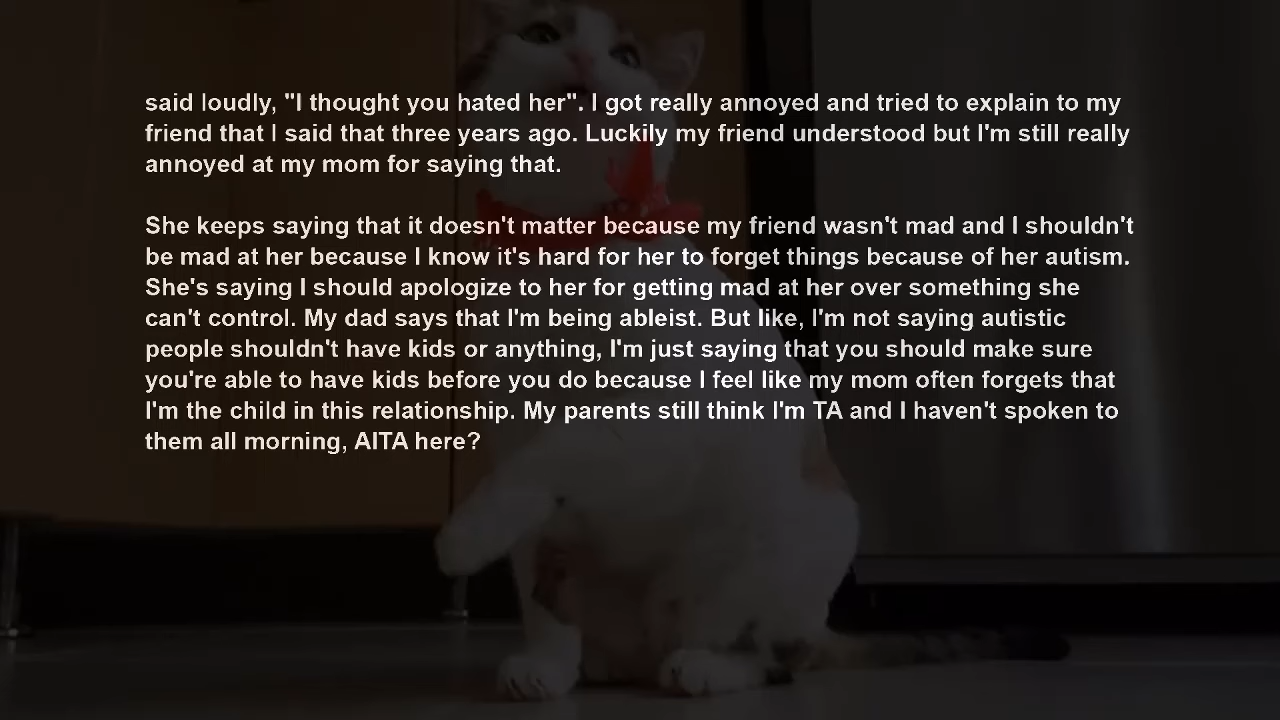 said loudly, "I thought you hated her". I got really annoyed and tried to explain to my
friend that I said that three years ago. Luckily my friend understood but I'm still really
annoyed at my mom for saying that.
She keeps saying that it doesn't matter because my friend wasn't mad and I shouldn't
be mad at her because I know it's hard for her to forget things because of her autism.
She's saying I should apologize to her for getting mad at her over something she
can't control. My dad says that I'm being ableist. But like, I'm not saying autistic
people shouldn't have kids or anything, I'm just saying that you should make sure
you're able to have kids before you do because I feel like my mom often forgets that
I'm the child in this relationship. My parents still think I'm TA and I haven't spoken to
them all morning, AITA here?